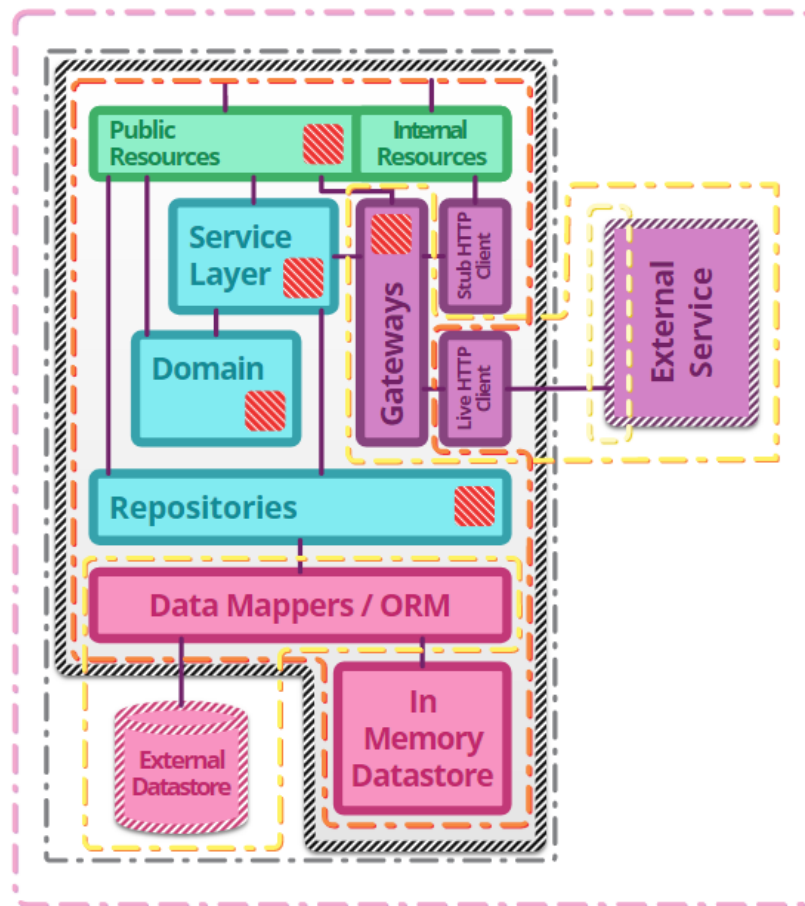 Public
Resources
Internal
Resources
Service
Layer
Gateways
Stub HTTP
Client
External
Service
Domain
Live HTTP
Client
Repositories
Data Mappers / ORM
In
Memory
Datastore
External
Datastore